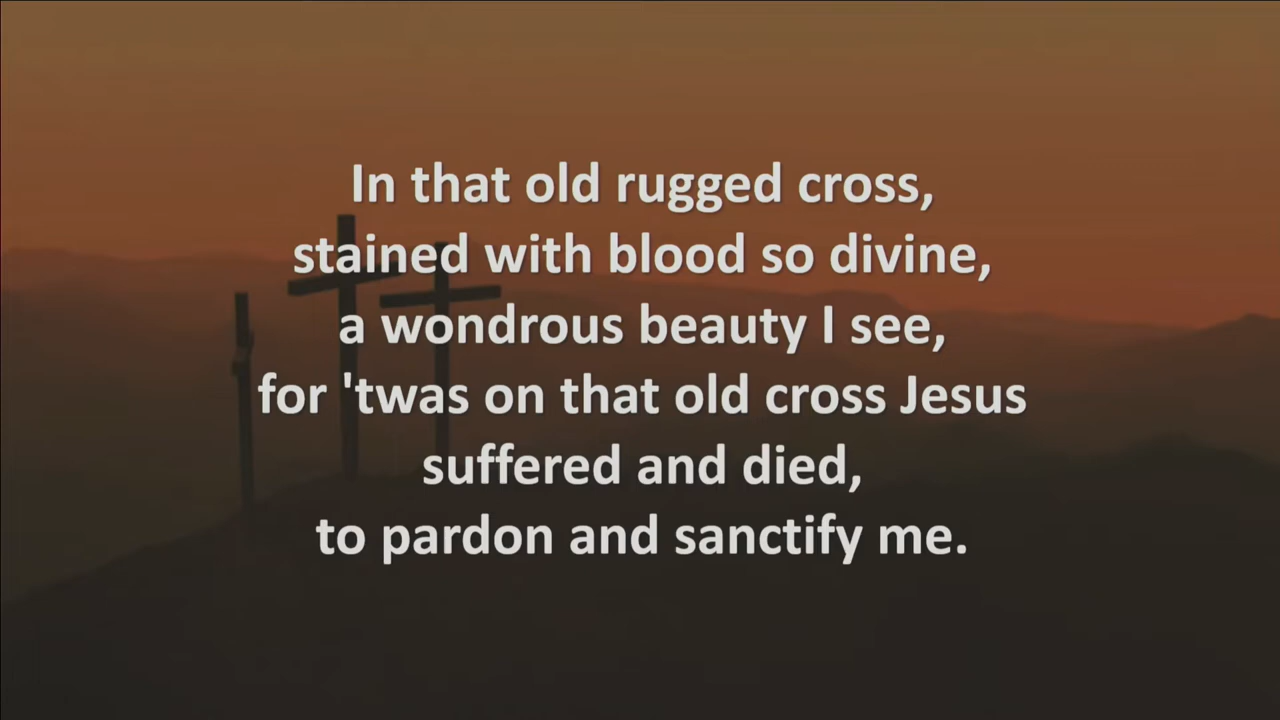 In that old rugged cross,
stained with blood so divine,
a wondrous beauty I see,
for 'twas on that old cross Jesus
suffered and died,
to pardon and sanctify me.